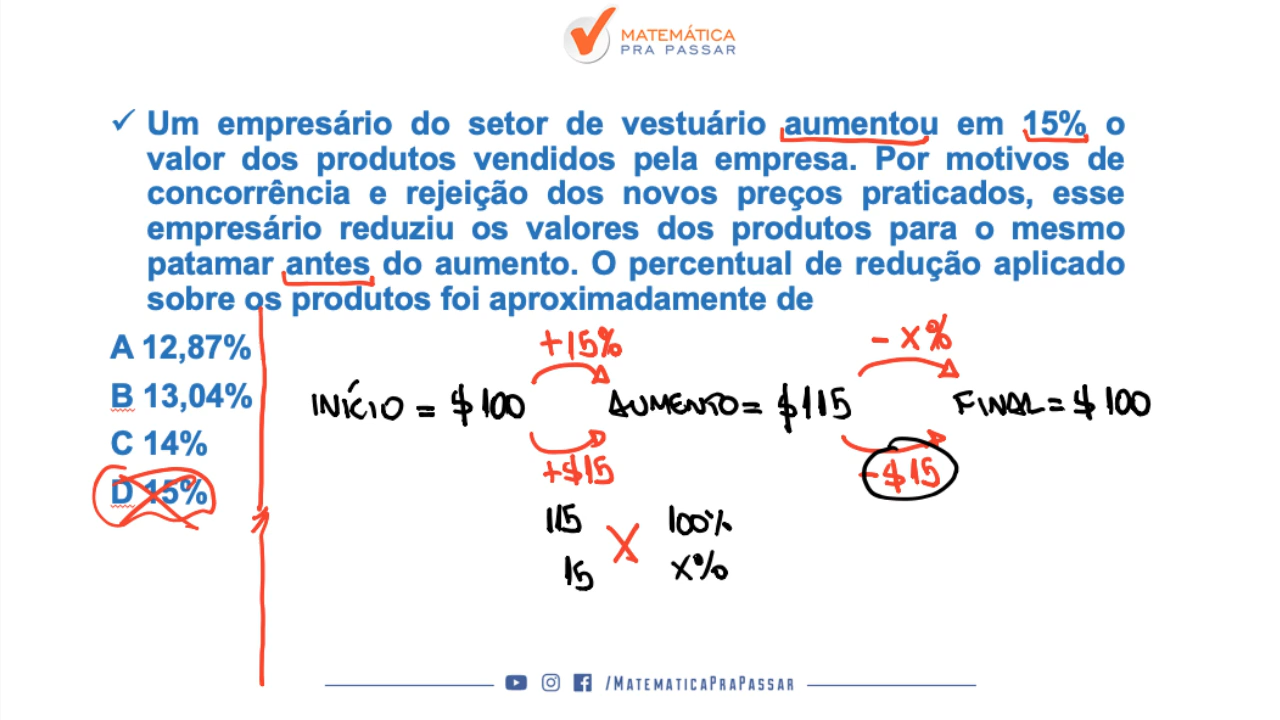 MATEMÁTICA
PRA PASSAR
✓ Um empresário do setor de vestuário aumentou em 15% o
valor dos produtos vendidos pela empresa. Por motivos de
concorrência e rejeição dos novos preços praticados, esse
empresário reduziu os valores dos produtos para o mesmo
patamar antes do aumento. O percentual de redução aplicado
sobre os produtos foi aproximadamente de
A 12,87%
B 13,04%
C 14%
D 15%
+15%
- X%
INÍCIO = $100 AUMENTO = $115 FINAL = $100
+$15
-$15
115 100%
15 X%
/MATEMATICAPRAPASSAR